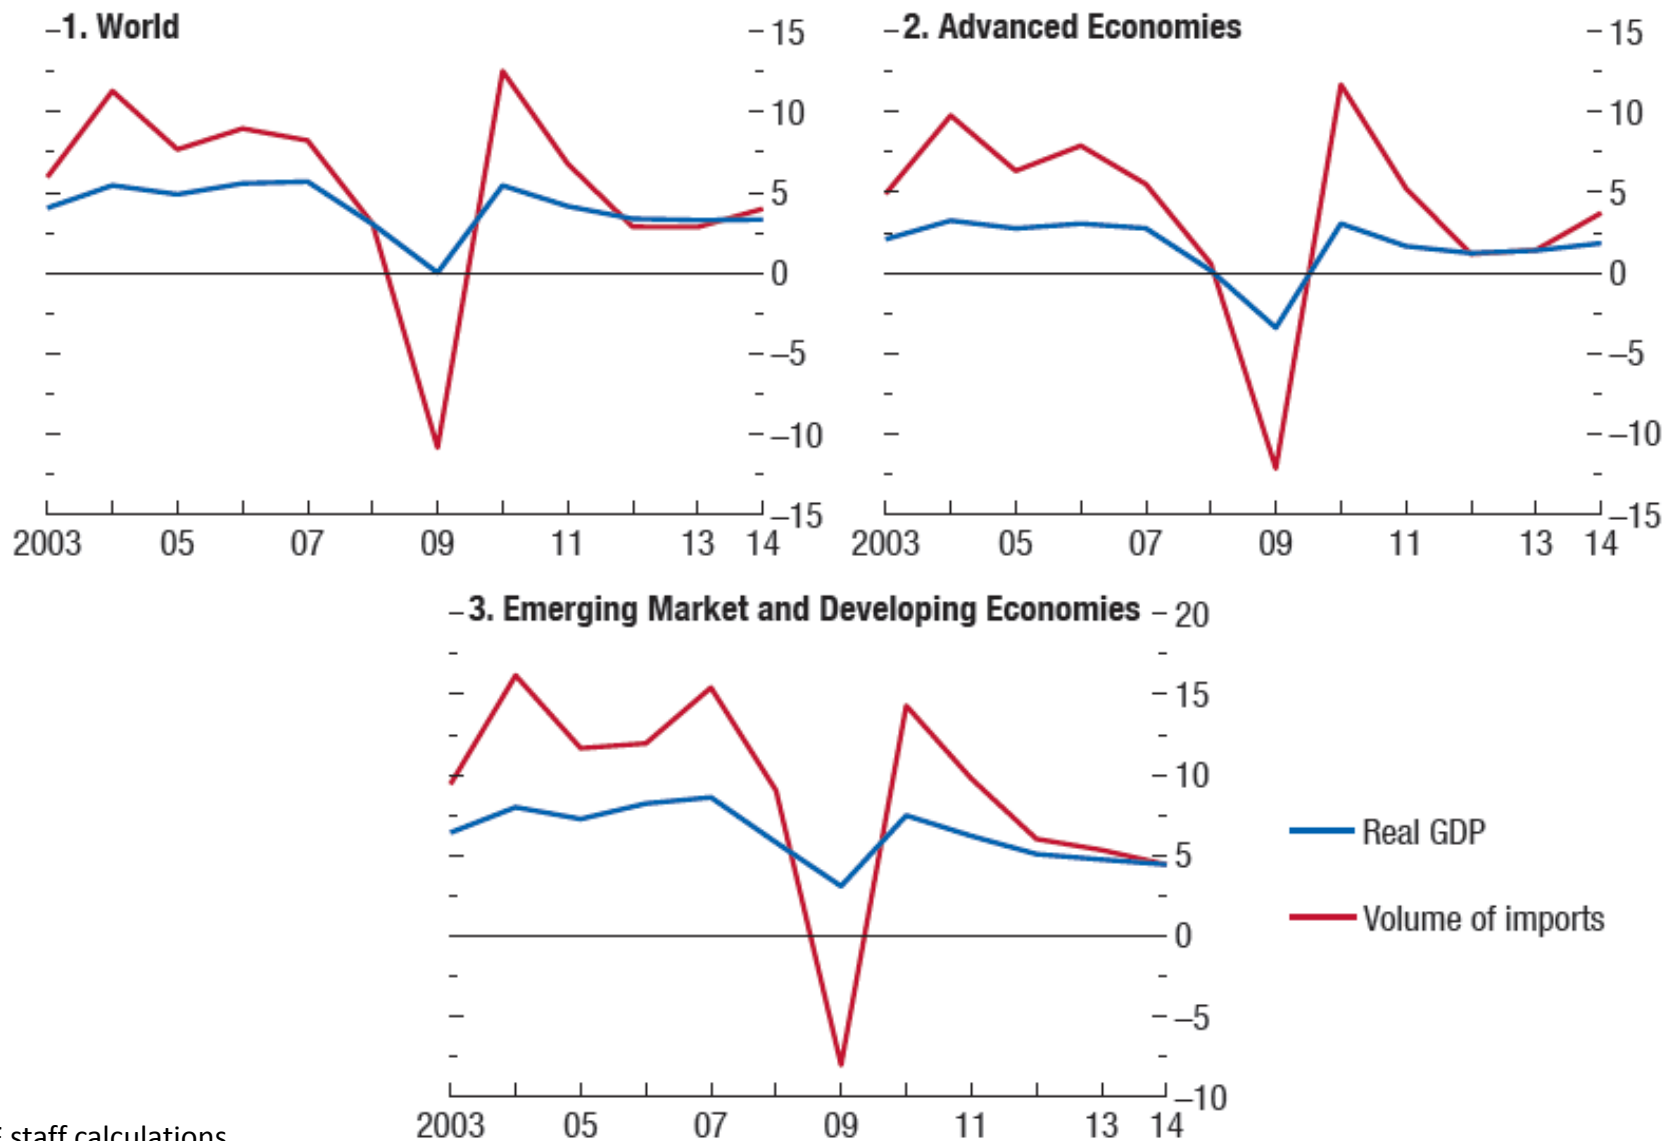 1. World
15
10
5
0
–5
–10
–15
2003 05 07 09 11 13 14
2. Advanced Economies
15
10
5
0
–5
–10
–15
2003 05 07 09 11 13 14
3. Emerging Market and Developing Economies
20
15
10
5
0
–5
–10
2003 05 07 09 11 13 14
Real GDP
Volume of imports
staff calculations